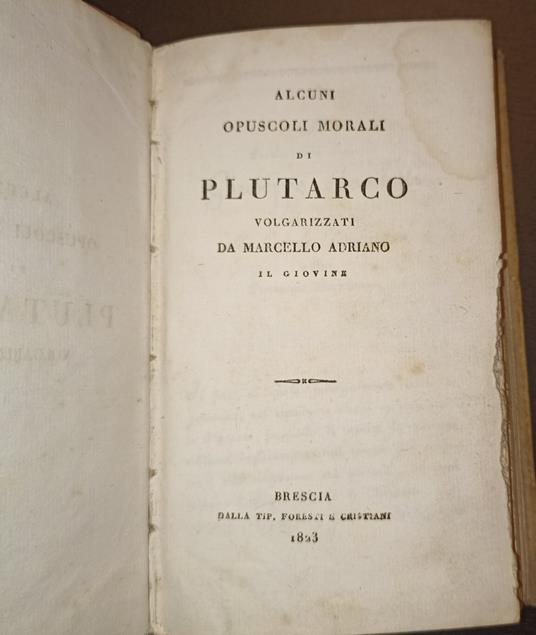 ALCUNI
OPUSCOLI MORALI
DI
PLUTARCO
VOLGARIZZATI
DA MARCELLO ADRIANO
IL GIOVINE
BRESCIA
DALLA TIP. FORESTI E CRISTIANI
1823